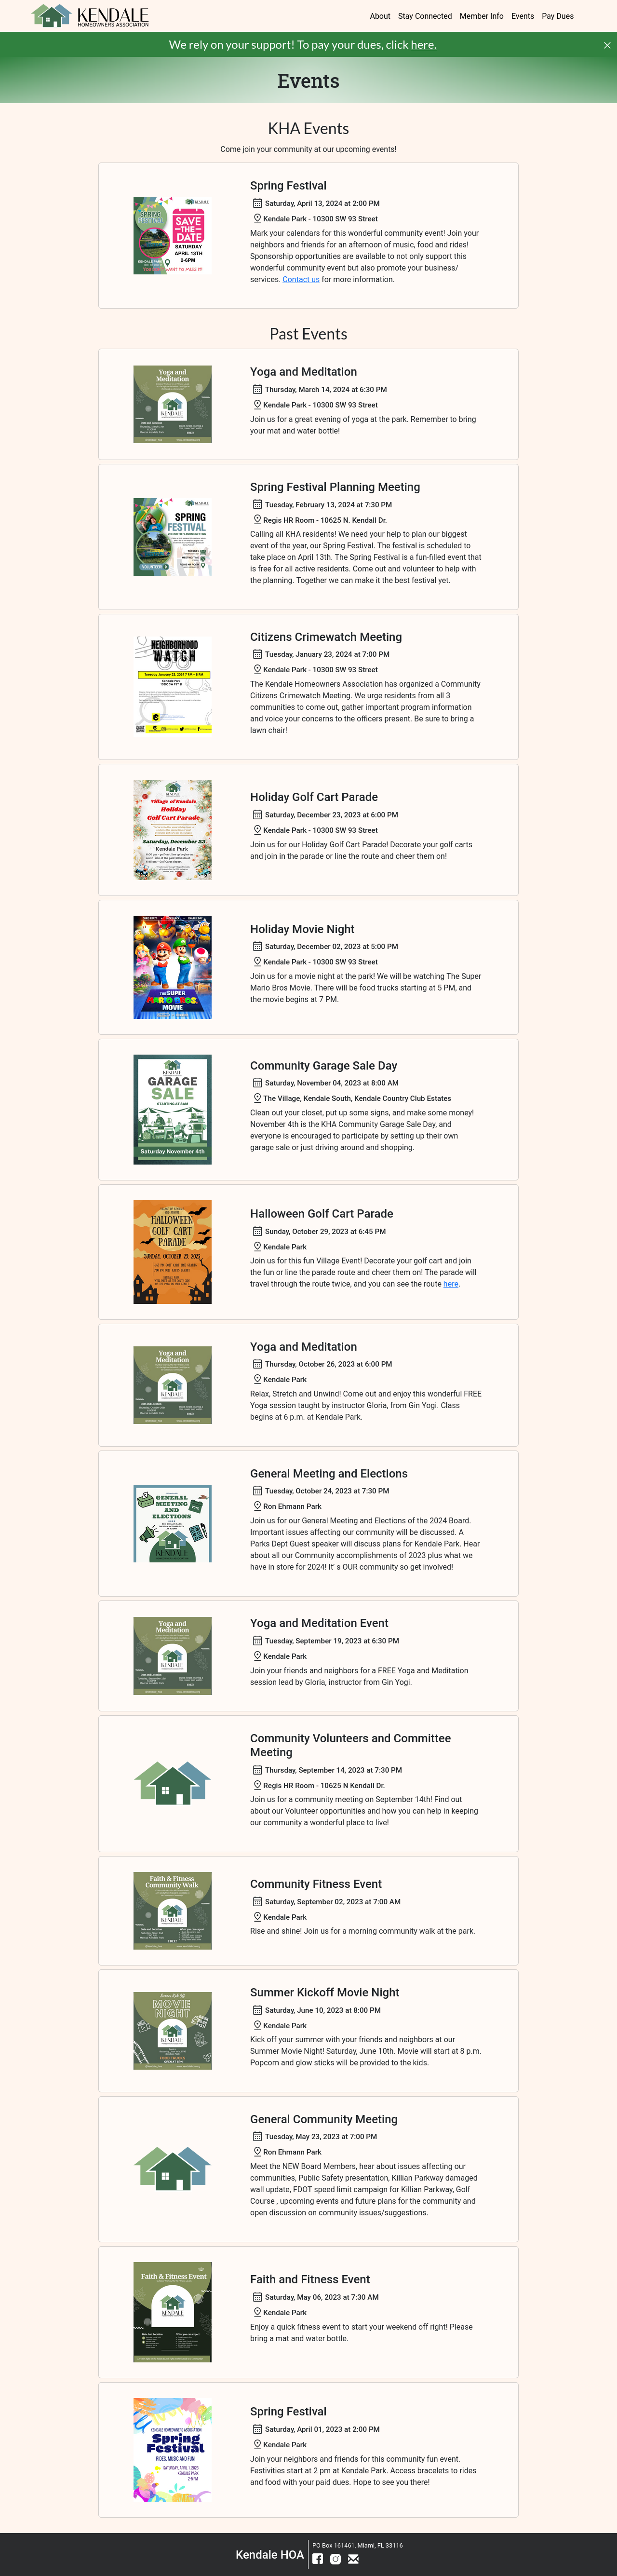 KENDALE
HOMEOWNERS ASSOCIATION
About
Stay Connected
Member Info
Events
Pay Dues
We rely on your support! To pay your dues, click here.
Events
KHA Events
Come join your community at our upcoming events!
SPRING
FESTIVAL
SAVE
THE
DATE
SATURDAY
APRIL 13TH
2-6PM
Spring Festival
Saturday, April 13, 2024 at 2:00 PM
Kendale Park - 10300 SW 93 Street
Mark your calendars for this wonderful community event! Join your
neighbors and friends for an afternoon of music, food and rides!
Sponsorship opportunities are available to not only support this
wonderful community event but also promote your business/
services. Contact us for more information.
Past Events
Yoga and
Meditation
KENDALE
Yoga and Meditation
Thursday, March 14, 2024 at 6:30 PM
Kendale Park - 10300 SW 93 Street
Join us for a great evening of yoga at the park. Remember to bring
your mat and water bottle!
SPRING
FESTIVAL
VOLUNTEER PLANNING MEETING
VOLUNTEER
Spring Festival Planning Meeting
Tuesday, February 13, 2024 at 7:30 PM
Regis HR Room - 10625 N. Kendall Dr.
Calling all KHA residents! We need your help to plan our biggest
event of the year, our Spring Festival. The festival is scheduled to
take place on April 13th. The Spring Festival is a fun-filled event that
is free for all active residents. Come out and volunteer to help with
the planning. Together we can make it the best festival yet.
NEIGHBORHOOD
WATCH
Tuesday January 23, 2024 7 PM - 8 PM
Kendale Park
Citizens Crimewatch Meeting
Tuesday, January 23, 2024 at 7:00 PM
Kendale Park - 10300 SW 93 Street
The Kendale Homeowners Association has organized a Community
Citizens Crimewatch Meeting. We urge residents from all 3
communities to come out, gather important program information
and voice your concerns to the officers present. Be sure to bring a
lawn chair!
Village of Kendale
Holiday
Golf Cart Parade
Saturday, December 23
Kendale Park
Holiday Golf Cart Parade
Saturday, December 23, 2023 at 6:00 PM
Kendale Park - 10300 SW 93 Street
Join us for our Holiday Golf Cart Parade! Decorate your golf carts
and join in the parade or line the route and cheer them on!
THE SUPER
MARIO BROS.
MOVIE
Holiday Movie Night
Saturday, December 02, 2023 at 5:00 PM
Kendale Park - 10300 SW 93 Street
Join us for a movie night at the park! We will be watching The Super
Mario Bros Movie. There will be food trucks starting at 5 PM, and
the movie begins at 7 PM.
GARAGE
SALE
STARTING AT 8AM
Saturday November 4th
Community Garage Sale Day
Saturday, November 04, 2023 at 8:00 AM
The Village, Kendale South, Kendale Country Club Estates
Clean out your closet, put up some signs, and make some money!
November 4th is the KHA Community Garage Sale Day, and
everyone is encouraged to participate by setting up their own
garage sale or just driving around and shopping.
HALLOWEEN
GOLF CART
PARADE
SUNDAY, OCTOBER 29, 2023
Halloween Golf Cart Parade
Sunday, October 29, 2023 at 6:45 PM
Kendale Park
Join us for this fun Village Event! Decorate your golf cart and join
the fun or line the parade route and cheer them on! The parade will
travel through the route twice, and you can see the route here.
Yoga and
Meditation
KENDALE
Yoga and Meditation
Thursday, October 26, 2023 at 6:00 PM
Kendale Park
Relax, Stretch and Unwind! Come out and enjoy this wonderful FREE
Yoga session taught by instructor Gloria, from Gin Yogi. Class
begins at 6 p.m. at Kendale Park.
GENERAL
MEETING
AND
ELECTIONS
KENDALE
General Meeting and Elections
Tuesday, October 24, 2023 at 7:30 PM
Ron Ehmann Park
Join us for our General Meeting and Elections of the 2024 Board.
Important issues affecting our community will be discussed. A
Parks Dept Guest speaker will discuss plans for Kendale Park. Hear
about all our Community accomplishments of 2023 plus what we
have in store for 2024! It' s OUR community so get involved!
Yoga and
Meditation
KENDALE
Yoga and Meditation Event
Tuesday, September 19, 2023 at 6:30 PM
Kendale Park
Join your friends and neighbors for a FREE Yoga and Meditation
session lead by Gloria, instructor from Gin Yogi.
Community Volunteers and Committee
Meeting
Thursday, September 14, 2023 at 7:30 PM
Regis HR Room - 10625 N Kendall Dr.
Join us for a community meeting on September 14th! Find out
about our Volunteer opportunities and how you can help in keeping
our community a wonderful place to live!
Faith & Fitness
Community Walk
KENDALE
Community Fitness Event
Saturday, September 02, 2023 at 7:00 AM
Kendale Park
Rise and shine! Join us for a morning community walk at the park.
MOVIE
NIGHT
KENDALE
Summer Kickoff Movie Night
Saturday, June 10, 2023 at 8:00 PM
Kendale Park
Kick off your summer with your friends and neighbors at our
Summer Movie Night! Saturday, June 10th. Movie will start at 8 p.m.
Popcorn and glow sticks will be provided to the kids.
General Community Meeting
Tuesday, May 23, 2023 at 7:00 PM
Ron Ehmann Park
Meet the NEW Board Members, hear about issues affecting our
communities, Public Safety presentation, Killian Parkway damaged
wall update, FDOT speed limit campaign for Killian Parkway, Golf
Course , upcoming events and future plans for the community and
open discussion on community issues/suggestions.
Faith & Fitness Event
KENDALE
Faith and Fitness Event
Saturday, May 06, 2023 at 7:30 AM
Kendale Park
Enjoy a quick fitness event to start your weekend off right! Please
bring a mat and water bottle.
KENDALE HOMEOWNERS ASSOCIATION
Spring
Festival
RIDES, MUSIC AND FUN!
SATURDAY, APRIL 1, 2023
KENDALE PARK
2-5 PM
Spring Festival
Saturday, April 01, 2023 at 2:00 PM
Kendale Park
Join your neighbors and friends for this community fun event.
Festivities start at 2 pm at Kendale Park. Access bracelets to rides
and food with your paid dues. Hope to see you there!
Kendale HOA
PO Box 161461, Miami, FL 33116